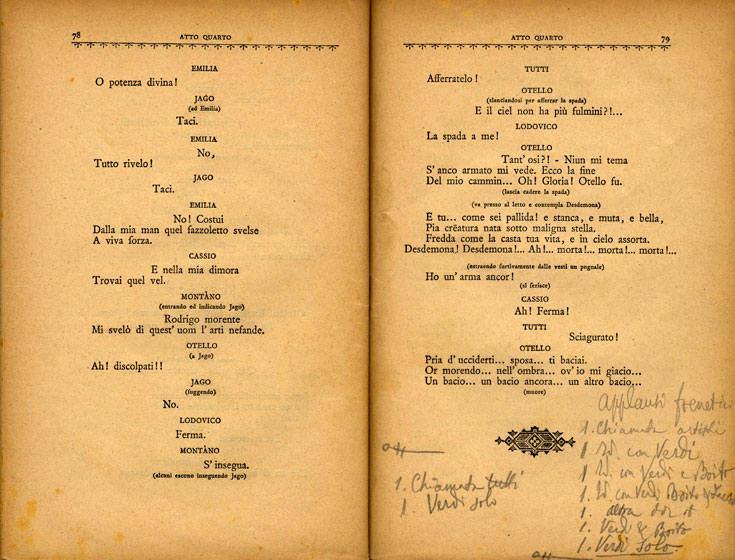 78 ATTO QUARTO
EMILIA
O potenza divina!
JAGO
(ad Emilia)
Taci.
EMILIA
No,
Tutto rivelo!
JAGO
Taci.
EMILIA
No! Costui
Dalla mia man quel fazzoletto svelse
A viva forza.
CASSIO
E nella mia dimora
Trovai quel vel.
MONTÀNO
(entrando ed indicando Jago)
Rodrigo morente
Mi svelò di quest' uom l' arti nefande.
OTELLO
(a Jago)
Ah! discolpati!!
JAGO
(fuggendo)
No.
LODOVICO
Ferma.
MONTÀNO
S' insegua.
(alcuni escono inseguendo Jago)
ATTO QUARTO 79
TUTTI
Afferratelo!
OTELLO
(slanciandosi per afferrar la spada)
E il ciel non ha più fulmini?!...
LODOVICO
La spada a me!
OTELLO
Tant' osi?! - Niun mi tema
S' anco armato mi vede. Ecco la fine
Del mio cammin... Oh! Gloria! Otello fu.
(lascia cadere la spada)
(va presso al letto e contempla Desdemona)
E tu... come sei pallida! e stanca, e muta, e bella,
Pia crëatura nata sotto maligna stella.
Fredda come la casta tua vita, e in cielo assorta.
Desdemona! Desdemona!... Ah!... morta!... morta!... morta!...
(estraendo furtivamente dalle vesti un pugnale)
Ho un' arma ancor!
(si ferisce)
CASSIO
Ah! Ferma!
TUTTI
Sciagurato!
OTELLO
Pria d' ucciderti... sposa... ti baciai.
Or morendo... nell' ombra... ov' io mi giacio...
Un bacio... un bacio ancora... un altro bacio...
(muore)
Applausi frenetici
1. Chiamata artisti
1. Id. con Verdi
1 Id. con Verdi e Boito
1. Id. con Verdi Boito
1. altra
1. Verdi e Boito
1. Verdi solo
1. Chiamata tutti
1. Verdi solo